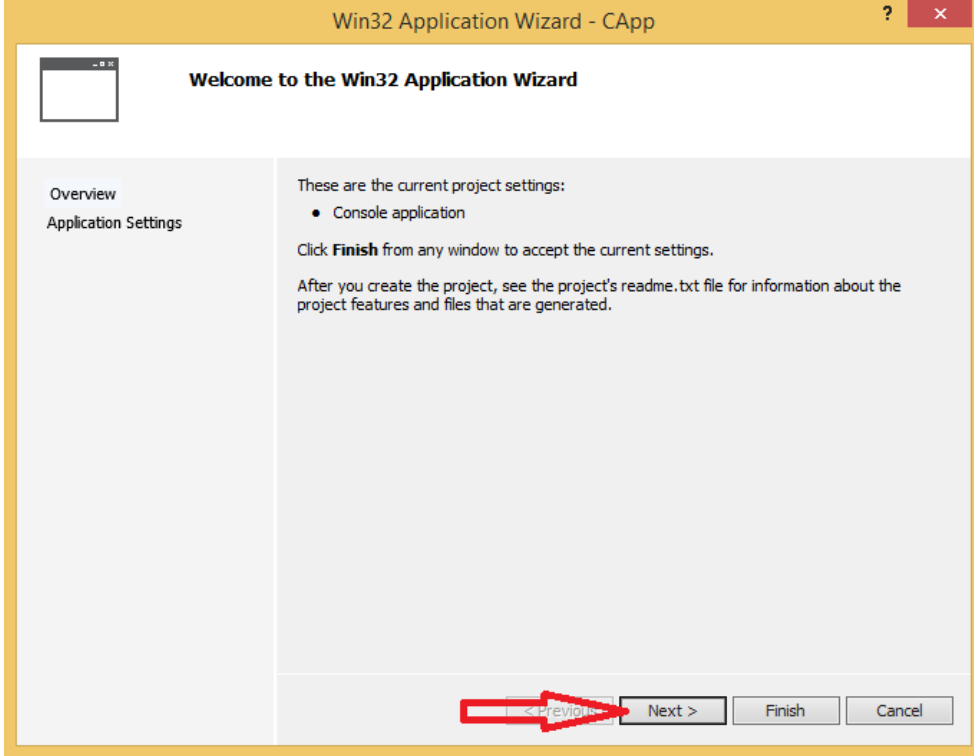 Win32 Application Wizard - CApp
?
Welcome to the Win32 Application Wizard
Overview
Application Settings
These are the current project settings:
• Console application
Click Finish from any window to accept the current settings.
After you create the project, see the project's readme.txt file for information about the
project features and files that are generated.
< Previous
Next >
Finish
Cancel